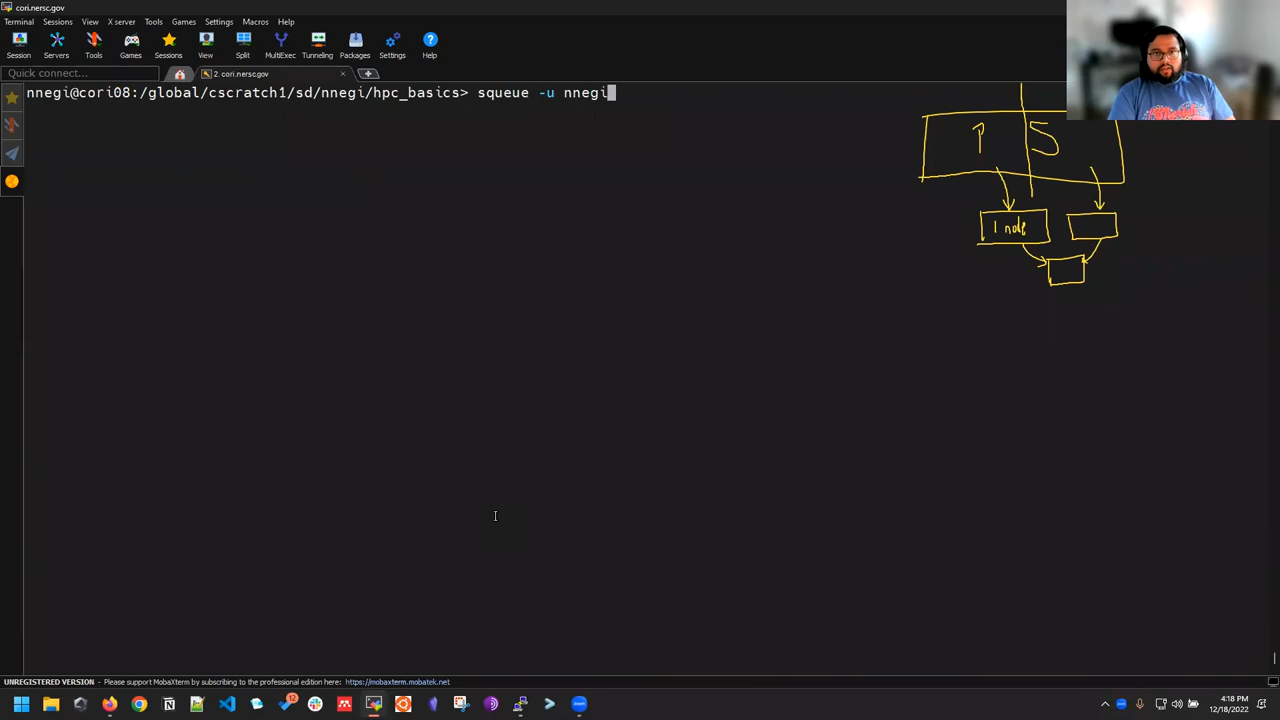 cori.nersc.gov
Terminal Sessions View X server Tools Games Settings Macros Help
Session Servers Tools Games Sessions View Split MultiExec Tunneling Packages Settings Help
Quick connect... 2. cori.nersc.gov
nnegi@cori08:/global/cscratch1/sd/nnegi/hpc_basics> squeue -u nnegi
P S
1 node
UNREGISTERED VERSION - Please support MobaXterm by subscribing to the professional edition here: https://mobaxterm.mobatek.net
12
4:18 PM
12/18/2022